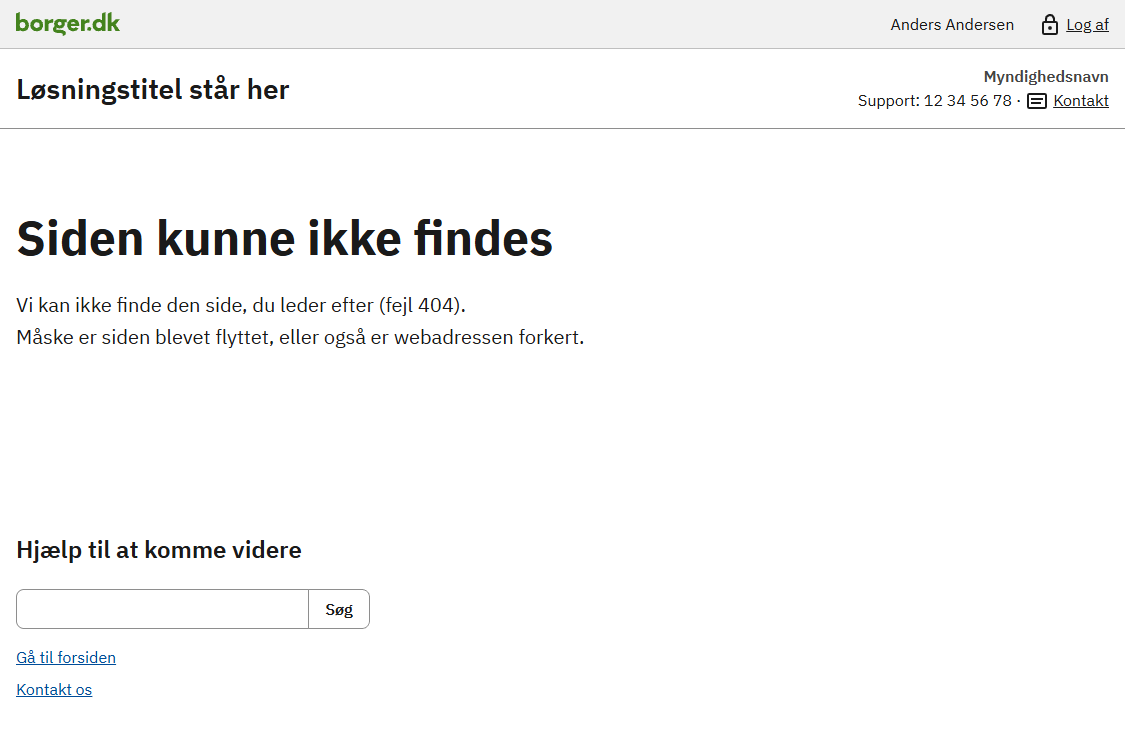 borger.dk
Anders Andersen
Log af
Løsningstitel står her
Myndighedsnavn
Support: 12 34 56 78 · Kontakt
Siden kunne ikke findes
Vi kan ikke finde den side, du leder efter (fejl 404).
Måske er siden blevet flyttet, eller også er webadressen forkert.
Hjælp til at komme videre
Søg
Gå til forsiden
Kontakt os